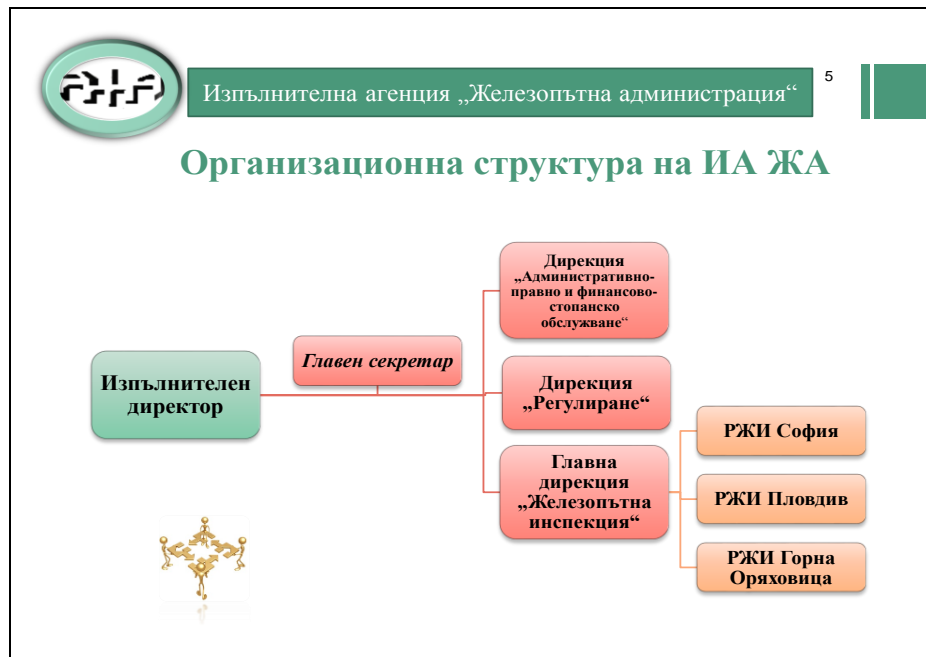 Изпълнителна агенция „Железопътна администрация“
5
Организационна структура на ИА ЖА
Дирекция
„Административно-
правно и финансово-
стопанско
обслужване“
Главен секретар
Изпълнителен
директор
Дирекция
„Регулиране“
Главна
дирекция
„Железопътна
инспекция“
РЖИ София
РЖИ Пловдив
РЖИ Горна
Оряховица